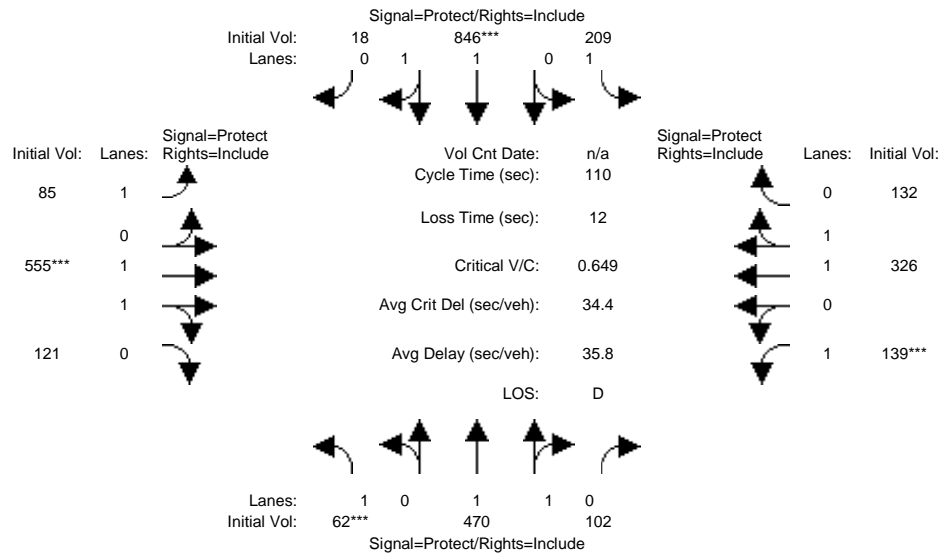 Signal=Protect/Rights=Include
Initial Vol: 18 846*** 209
Lanes: 0 1 1 0 1
Signal=Protect
Initial Vol: Lanes: Rights=Include
Vol Cnt Date: n/a
Signal=Protect
Rights=Include Lanes: Initial Vol:
Cycle Time (sec): 110
85 1
0 132
Loss Time (sec): 12
0
1
555*** 1
Critical V/C: 0.649
1 326
1
Avg Crit Del (sec/veh): 34.4
0
121 0
Avg Delay (sec/veh): 35.8
1 139***
LOS: D
Lanes: 1 0 1 1 0
Initial Vol: 62*** 470 102
Signal=Protect/Rights=Include